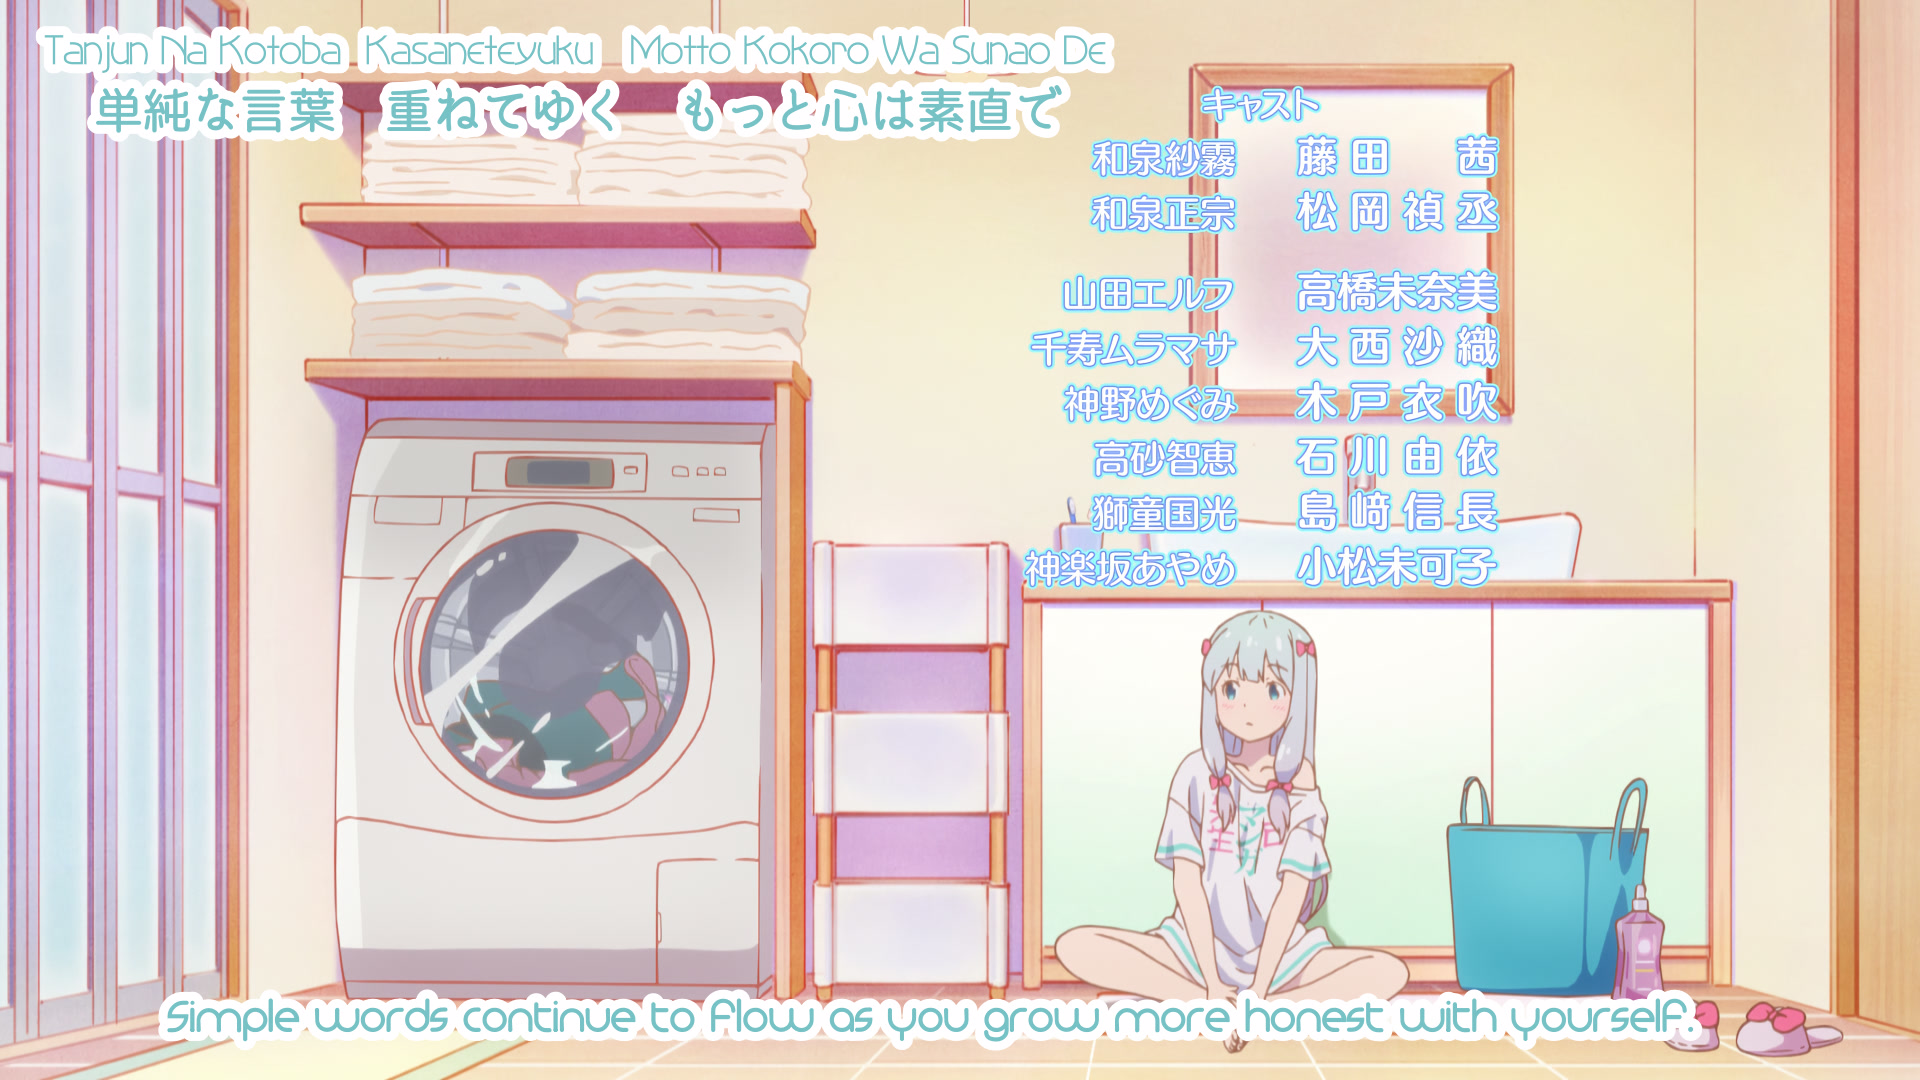 Tanjun Na Kotoba Kasaneteyuku Motto Kokoro Wa Sunao De
単純な言葉　重ねてゆく　もっと心は素直で
キャスト
和泉紗霧　藤田　茜
和泉正宗　松岡禎丞
山田エルフ　高橋未奈美
千寿ムラマサ　大西沙織
神野めぐみ　木戸衣吹
高砂智恵　石川由依
獅童国光　島﨑信長
神楽坂あやめ　小松未可子
Simple words continue to flow as you grow more honest with yourself.